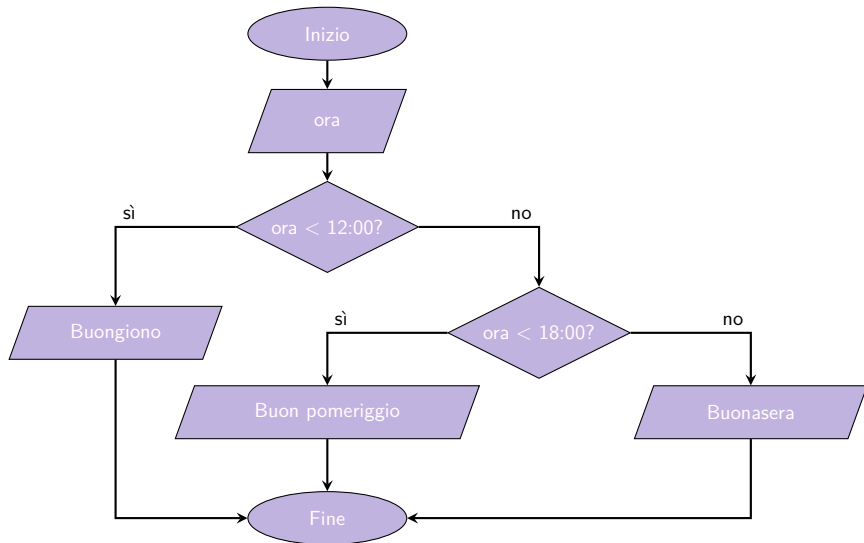 Inizio
ora
ora < 12:00?
sì
no
Buongiono
ora < 18:00?
sì
no
Buon pomeriggio
Buonasera
Fine